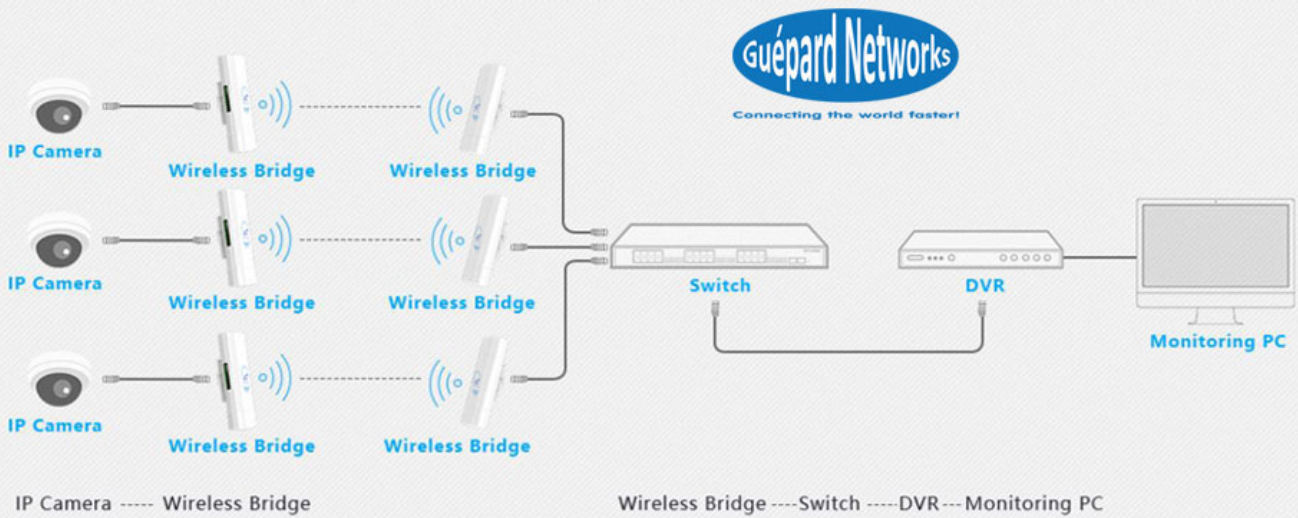 Guépard Networks
Connecting the world faster!
IP Camera
Wireless Bridge
Wireless Bridge
IP Camera
Wireless Bridge
Wireless Bridge
Switch
DVR
Monitoring PC
IP Camera
Wireless Bridge
Wireless Bridge
IP Camera ----- Wireless Bridge
Wireless Bridge ----Switch -----DVR---Monitoring PC